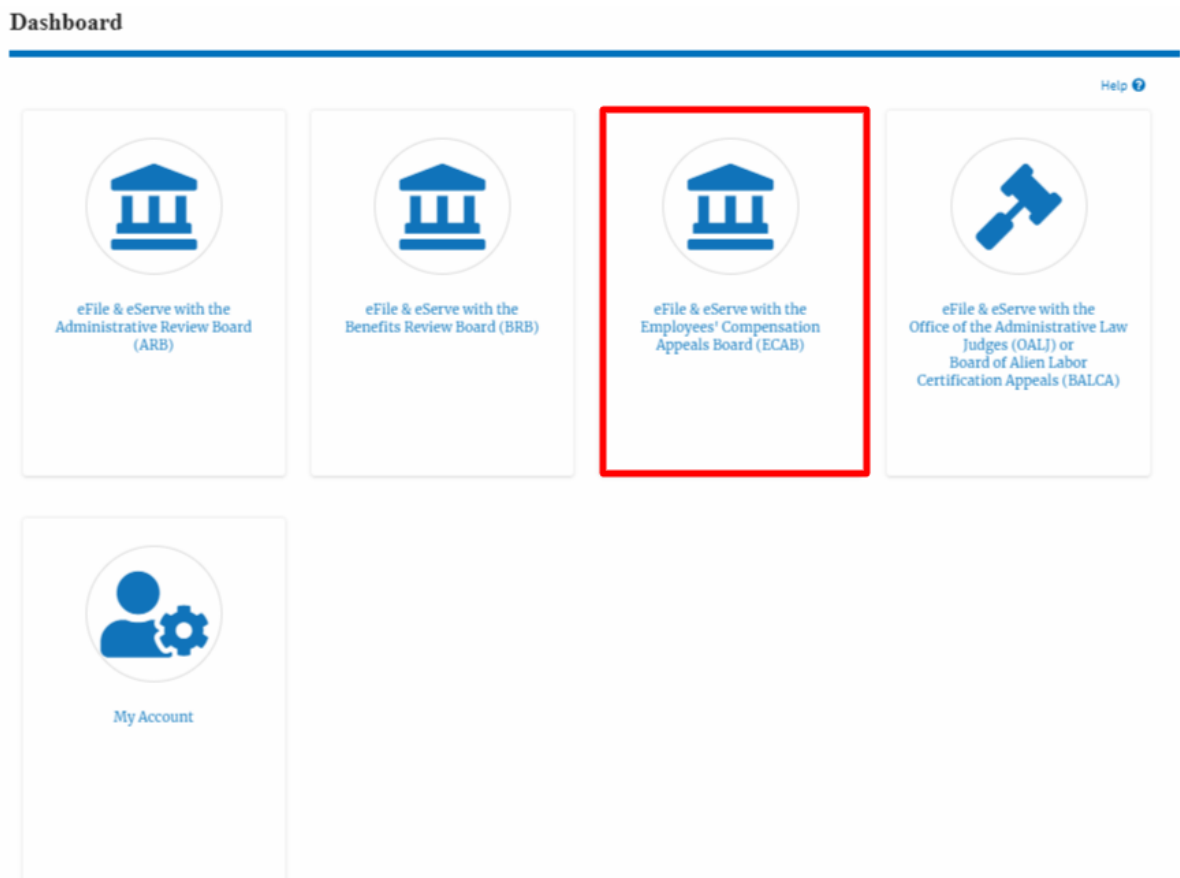 Dashboard
Help
eFile & eServe with the
Administrative Review Board
(ARB)
eFile & eServe with the
Benefits Review Board (BRB)
eFile & eServe with the
Employees' Compensation
Appeals Board (ECAB)
eFile & eServe with the
Office of the Administrative Law
Judges (OALJ) or
Board of Alien Labor
Certification Appeals (BALCA)
My Account